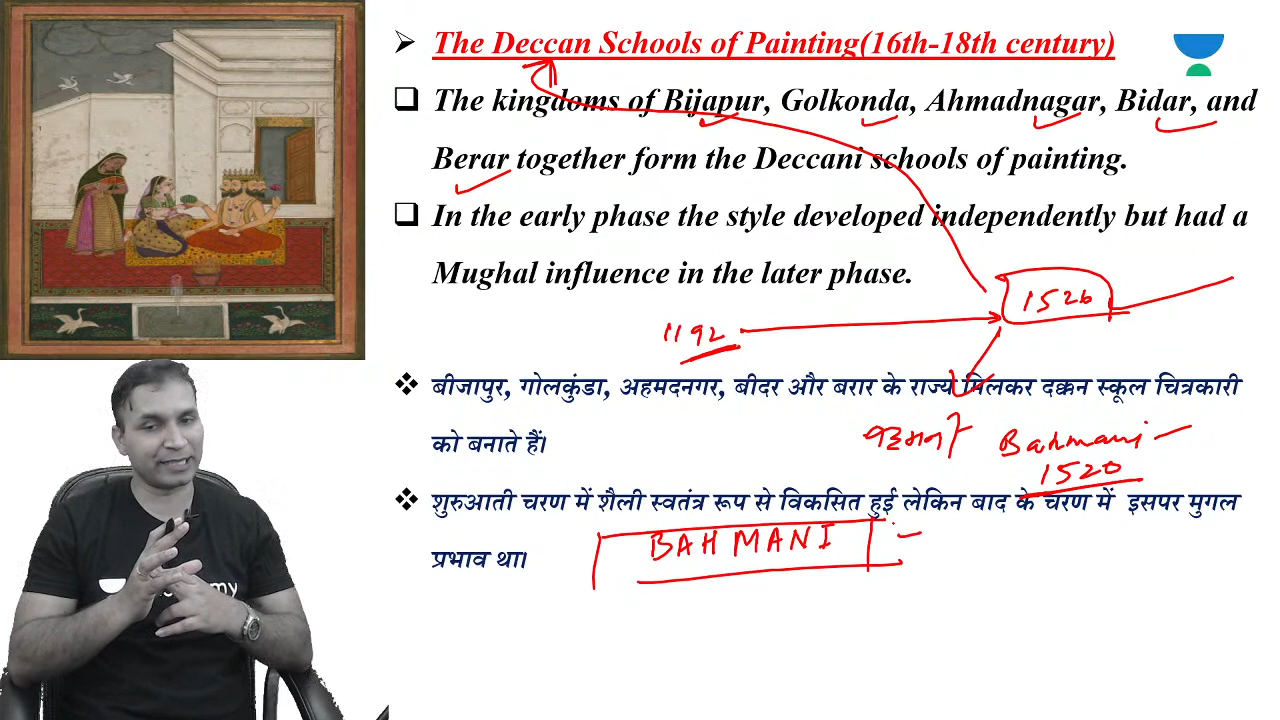 The Deccan Schools of Painting(16th-18th century)
The kingdoms of Bijapur, Golkonda, Ahmadnagar, Bidar, and
Berar together form the Deccani schools of painting.
In the early phase the style developed independently but had a
Mughal influence in the later phase.
1526
1192
बीजापुर, गोलकुंडा, अहमदनगर, बीदर और बरार के राज्य मिलकर दक्कन स्कूल चित्रकारी
को बनाते हैं।
Bahmani
1520
शुरुआती चरण में शैली स्वतंत्र रूप से विकसित हुई लेकिन बाद के चरण में इसपर मुगल
प्रभाव था।
BAHMANI